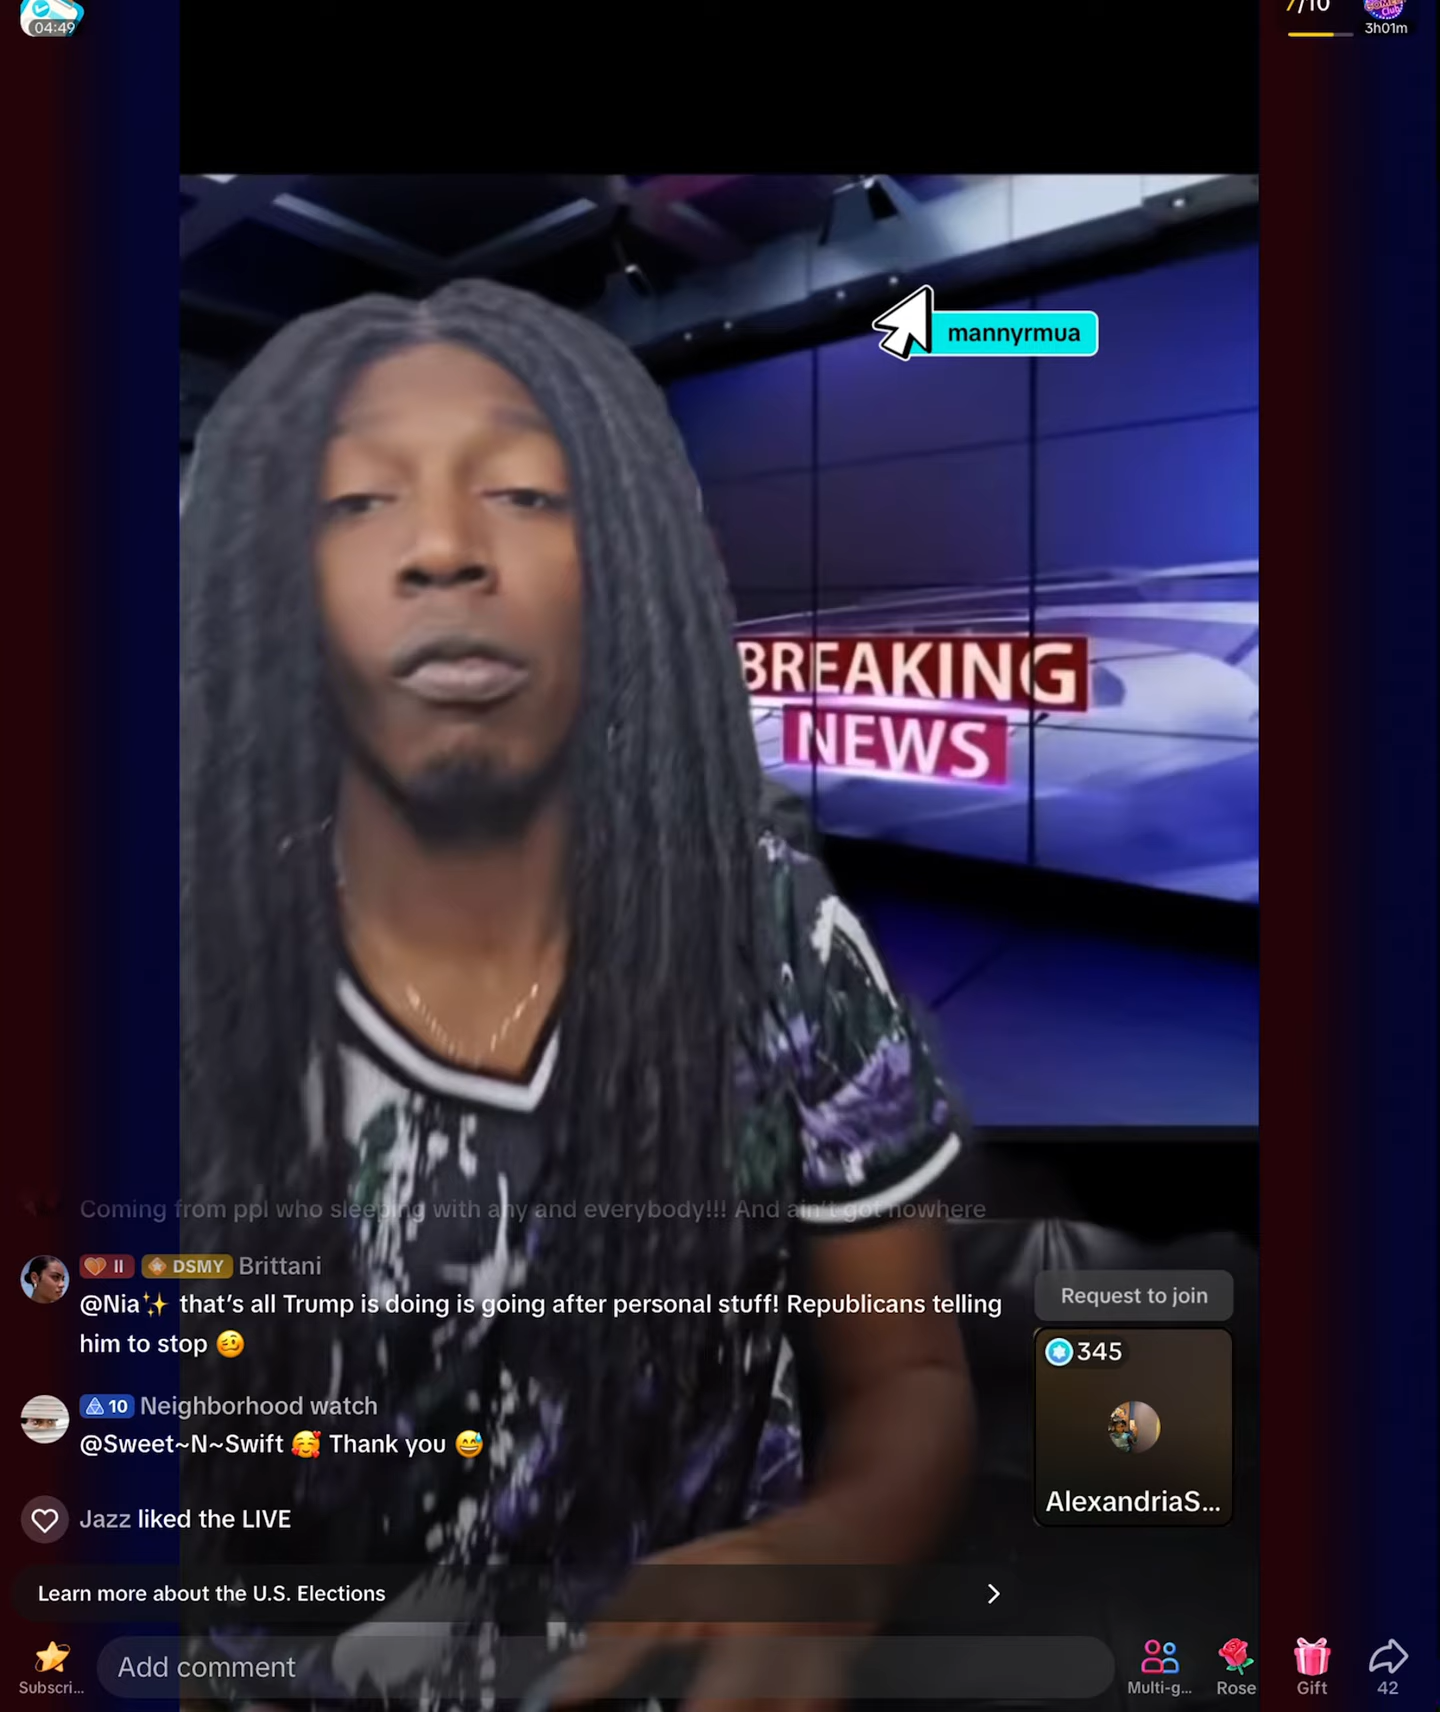 04:49
7/10
3h01m
mannyrmua
BREAKING
NEWS
Coming from ppl who sleeping with any and everybody!!! And ain't got nowhere
II DSMY Brittani
@Nia✨ that's all Trump is doing is going after personal stuff! Republicans telling
him to stop 🥴
10 Neighborhood watch
@Sweet~N~Swift 🥰 Thank you 😅
Jazz liked the LIVE
Request to join
345
AlexandriaS...
Learn more about the U.S. Elections
Add comment
Subscri...
Multi-g...
Rose
Gift
42